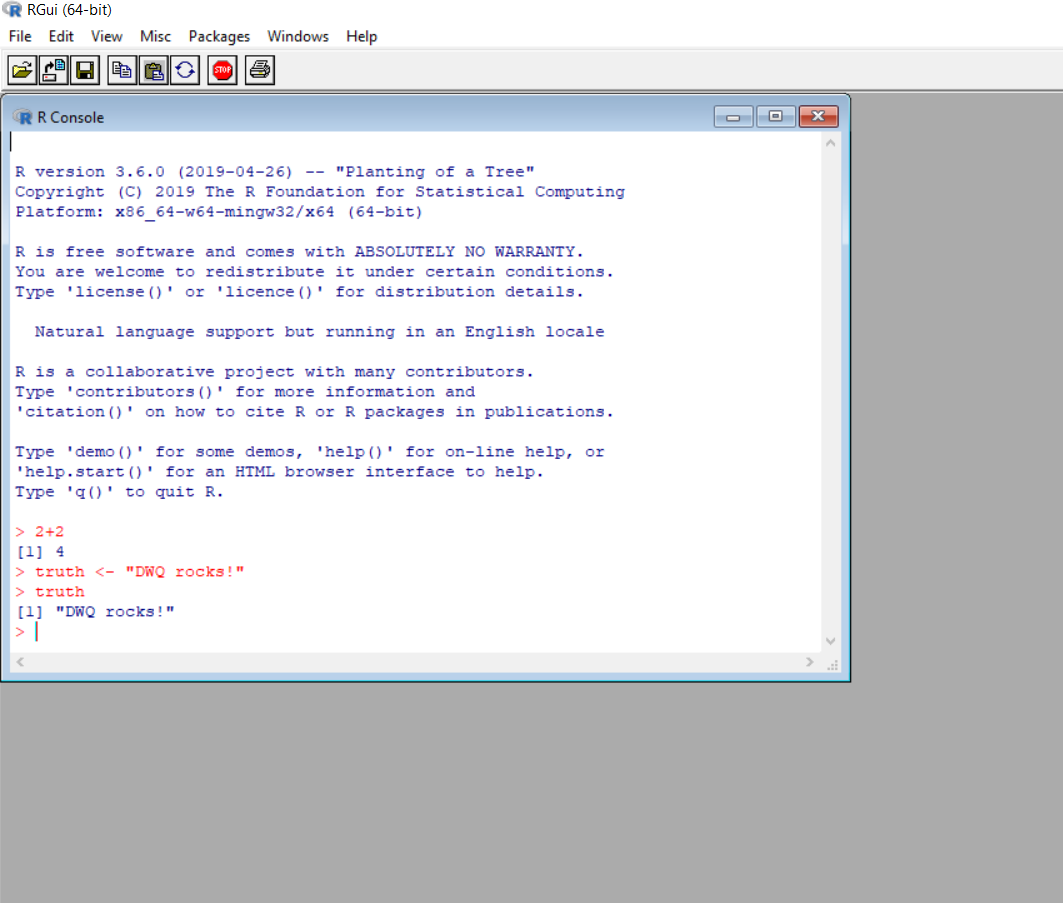 RGui (64-bit)
File Edit View Misc Packages Windows Help
STOP
R Console
R version 3.6.0 (2019-04-26) -- "Planting of a Tree"
Copyright (C) 2019 The R Foundation for Statistical Computing
Platform: x86_64-w64-mingw32/x64 (64-bit)
R is free software and comes with ABSOLUTELY NO WARRANTY.
You are welcome to redistribute it under certain conditions.
Type 'license()' or 'licence()' for distribution details.
Natural language support but running in an English locale
R is a collaborative project with many contributors.
Type 'contributors()' for more information and
'citation()' on how to cite R or R packages in publications.
Type 'demo()' for some demos, 'help()' for on-line help, or
'help.start()' for an HTML browser interface to help.
Type 'q()' to quit R.
> 2+2
[1] 4
> truth <- "DWQ rocks!"
> truth
[1] "DWQ rocks!"
>